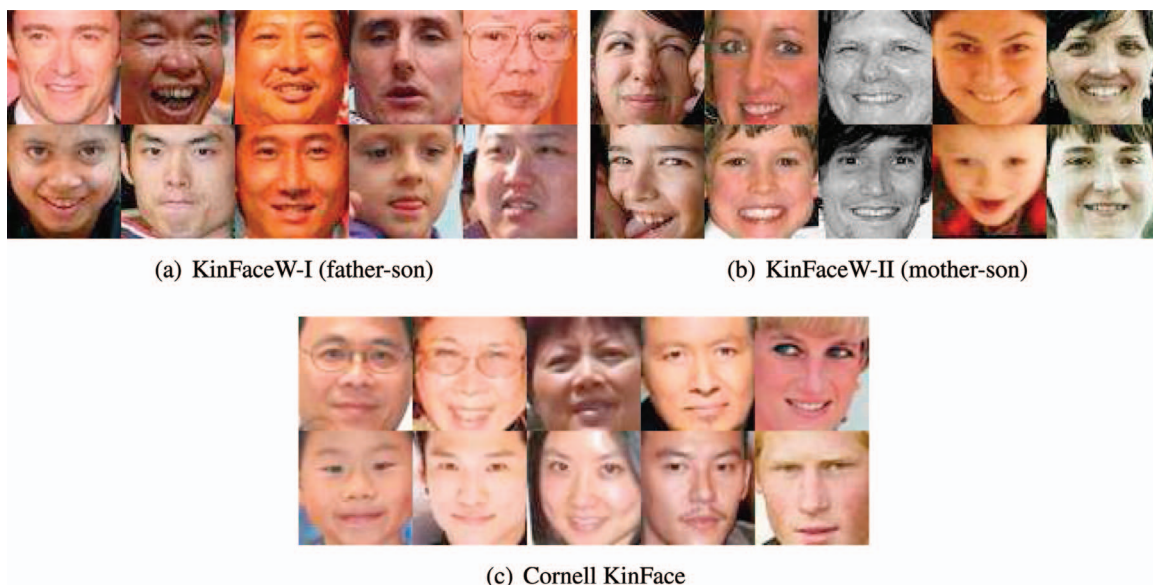 (a) KinFaceW-I (father-son)
(b) KinFaceW-II (mother-son)
(c) Cornell KinFace